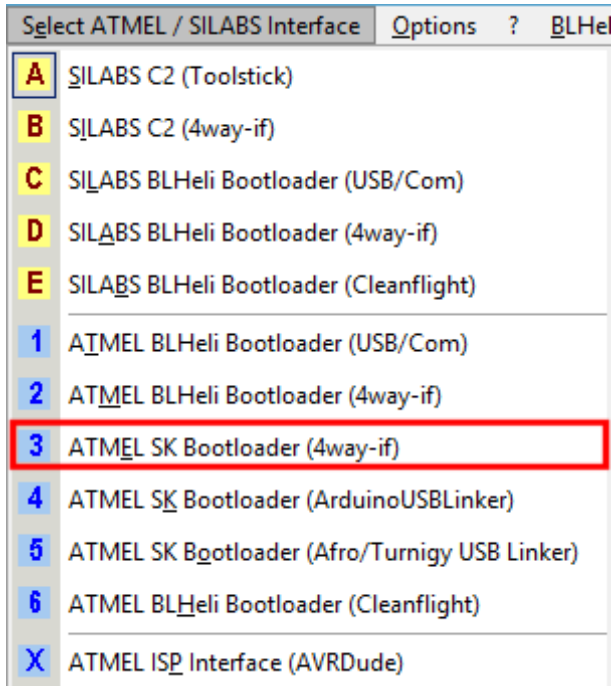 Select ATMEL / SILABS Interface Options ? BLHel
A SILABS C2 (Toolstick)
B SILABS C2 (4way-if)
C SILABS BLHeli Bootloader (USB/Com)
D SILABS BLHeli Bootloader (4way-if)
E SILABS BLHeli Bootloader (Cleanflight)
1 ATMEL BLHeli Bootloader (USB/Com)
2 ATMEL BLHeli Bootloader (4way-if)
3 ATMEL SK Bootloader (4way-if)
4 ATMEL SK Bootloader (ArduinoUSBLinker)
5 ATMEL SK Bootloader (Afro/Turnigy USB Linker)
6 ATMEL BLHeli Bootloader (Cleanflight)
X ATMEL ISP Interface (AVRDude)